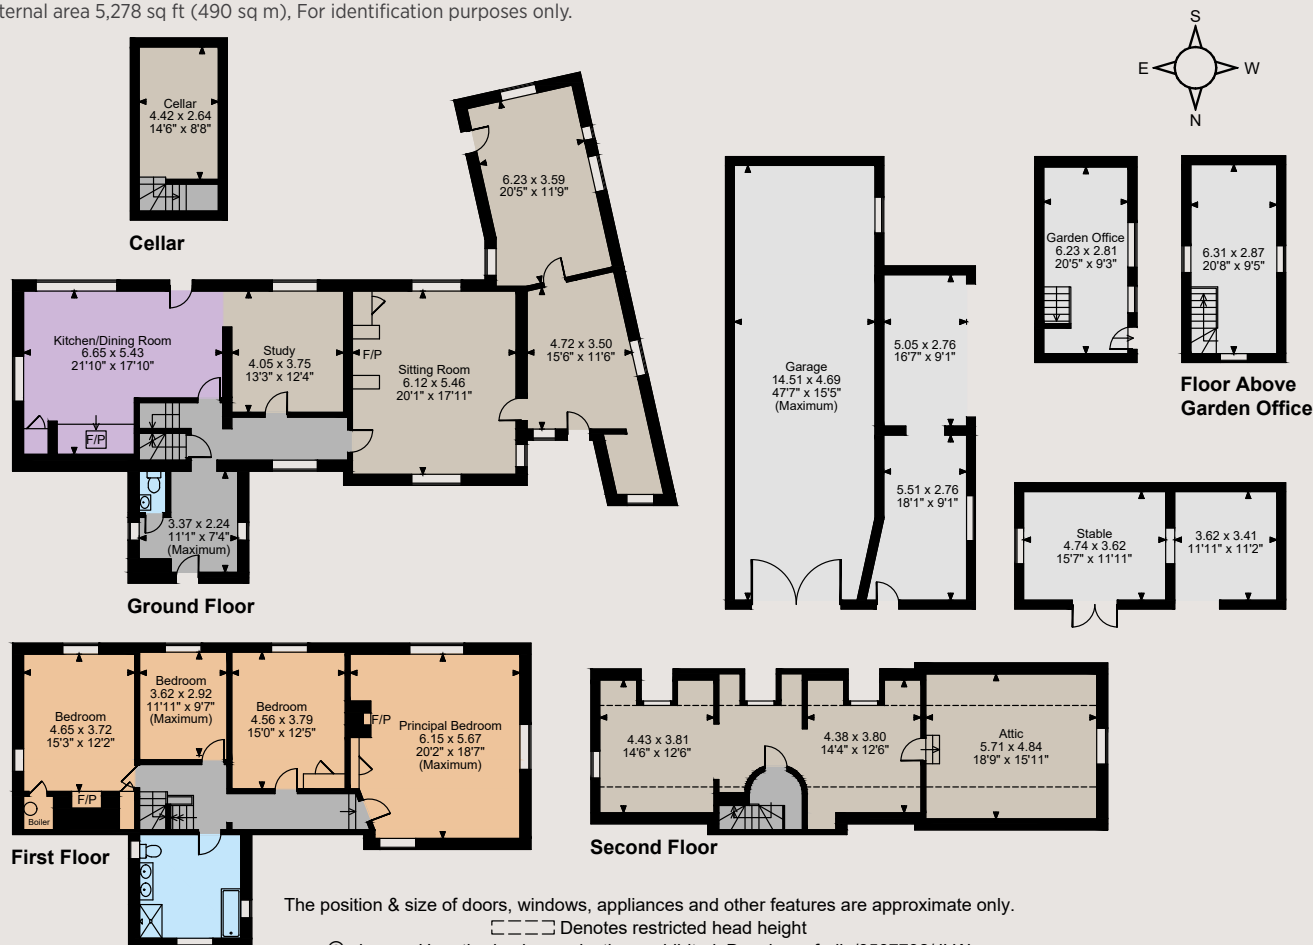 ternal area 5,278 sq ft (490 sq m), For identification purposes only.
S
E
W
N
Cellar
4.42 x 2.64
14'6" x 8'8"
Cellar
6.23 x 3.59
20'5" x 11'9"
Kitchen/Dining Room
6.65 x 5.43
21'10" x 17'10"
F/P
Study
4.05 x 3.75
13'3" x 12'4"
F/P
Sitting Room
6.12 x 5.46
20'1" x 17'11"
4.72 x 3.50
15'6" x 11'6"
3.37 x 2.24
11'1" x 7'4"
(Maximum)
Ground Floor
Garage
14.51 x 4.69
47'7" x 15'5"
(Maximum)
5.05 x 2.76
16'7" x 9'1"
5.51 x 2.76
18'1" x 9'1"
Garden Office
6.23 x 2.81
20'5" x 9'3"
6.31 x 2.87
20'8" x 9'5"
Floor Above
Garden Office
Stable
4.74 x 3.62
15'7" x 11'11"
3.62 x 3.41
11'11" x 11'2"
Bedroom
4.65 x 3.72
15'3" x 12'2"
F/P
Boiler
Bedroom
3.62 x 2.92
11'11" x 9'7"
(Maximum)
Bedroom
4.56 x 3.79
15'0" x 12'5"
F/P
Principal Bedroom
6.15 x 5.67
20'2" x 18'7"
(Maximum)
First Floor
4.43 x 3.81
14'6" x 12'6"
4.38 x 3.80
14'4" x 12'6"
Attic
5.71 x 4.84
18'9" x 15'11"
Second Floor
The position & size of doors, windows, appliances and other features are approximate only.
Denotes restricted head height